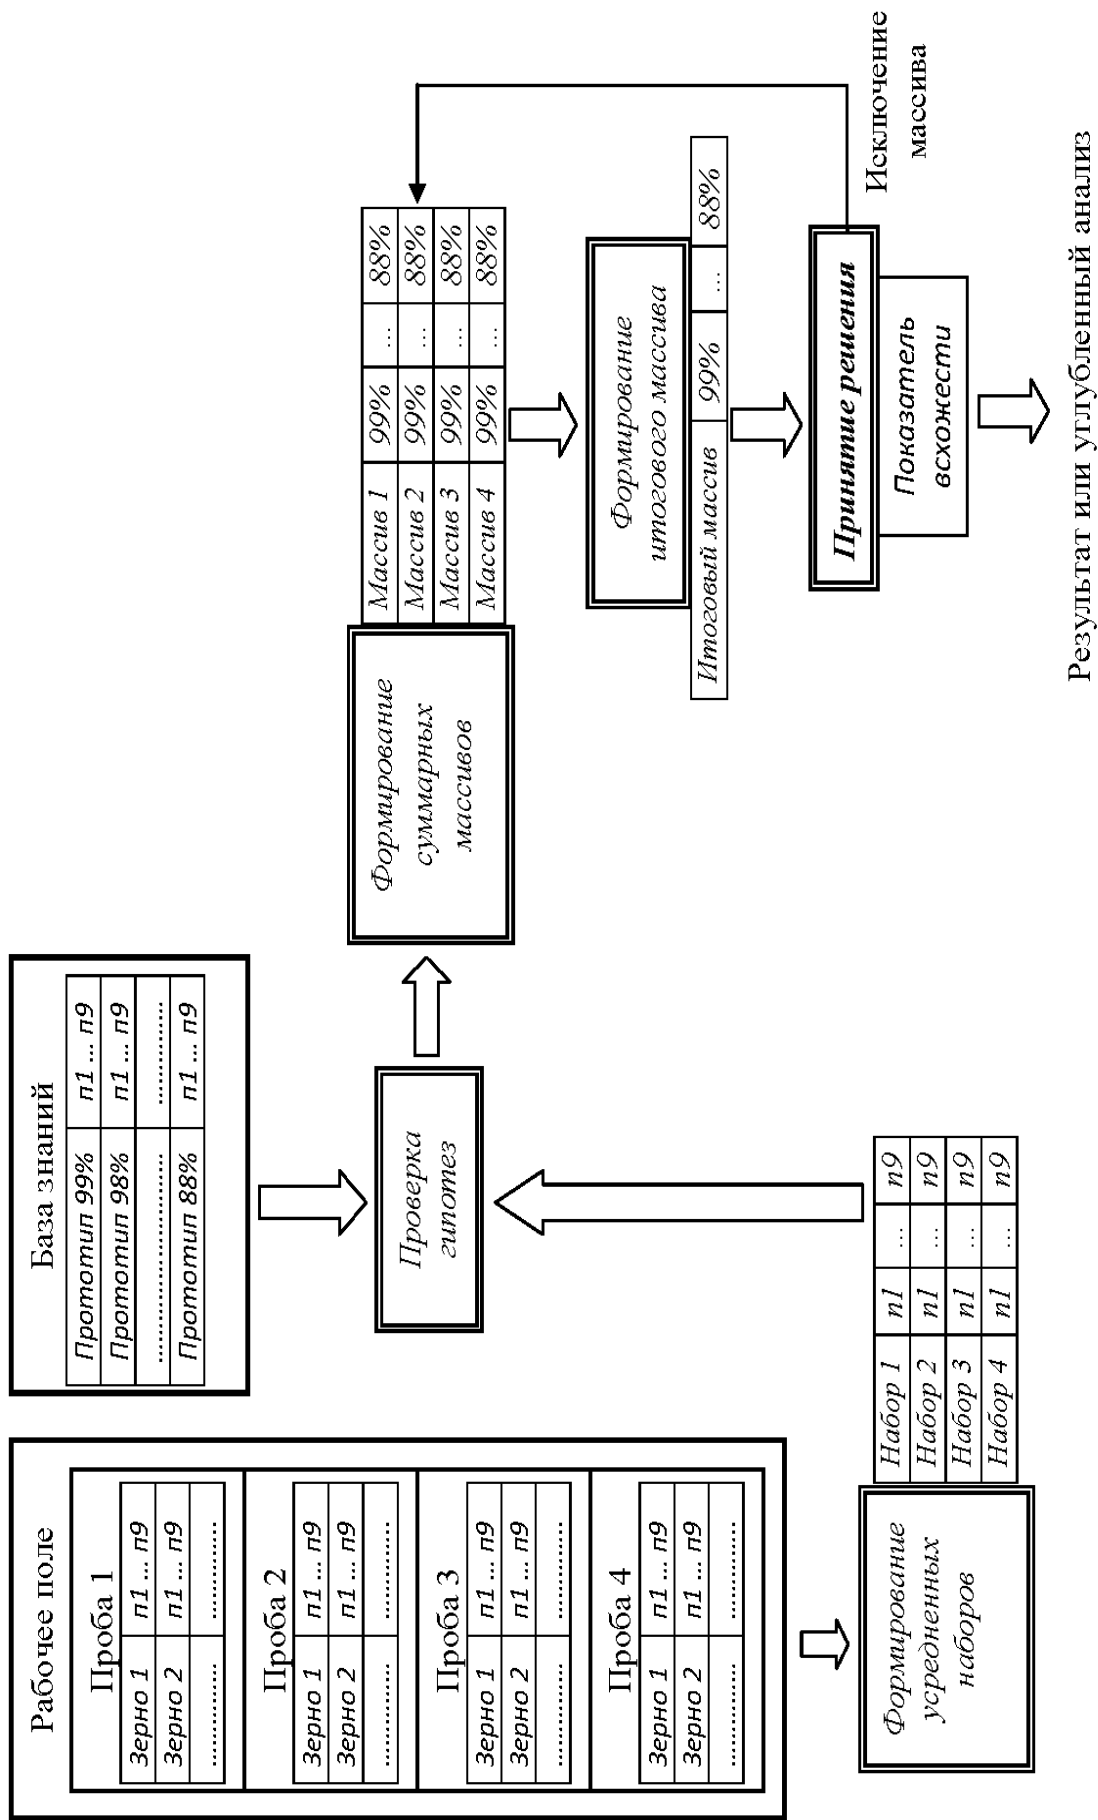 Рабочее поле
Проба 1
Зерно 1 п1 ... п9
Зерно 2 п1 ... п9
.............. ..............
Проба 2
Зерно 1 п1 ... п9
Зерно 2 п1 ... п9
.............. ..............
Проба 3
Зерно 1 п1 ... п9
Зерно 2 п1 ... п9
.............. ..............
Проба 4
Зерно 1 п1 ... п9
Зерно 2 п1 ... п9
.............. ..............
Формирование
усредненных
наборов
Набор 1 п1 ... п9
Набор 2 п1 ... п9
Набор 3 п1 ... п9
Набор 4 п1 ... п9
База знаний
Прототип 99% п1 ... п9
Прототип 98% п1 ... п9
.............................. ..............
Прототип 88% п1 ... п9
Проверка
гипотез
Формирование
суммарных
массивов
Массив 1 99% ... 88%
Массив 2 99% ... 88%
Массив 3 99% ... 88%
Массив 4 99% ... 88%
Формирование
итогового массива
Итоговый массив 99% ... 88%
Принятие решения
Показатель
всхожести
Исключение
массива
Результат или углубленный анализ